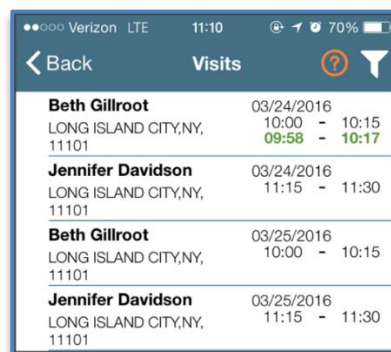 Verizon LTE 11:10 70%
Back Visits ?
Beth Gillroot 03/24/2016
LONG ISLAND CITY,NY, 10:00 - 10:15
11101 09:58 - 10:17
Jennifer Davidson 03/24/2016
LONG ISLAND CITY,NY, 11:15 - 11:30
11101
Beth Gillroot 03/25/2016
LONG ISLAND CITY,NY, 10:00 - 10:15
11101
Jennifer Davidson 03/25/2016
LONG ISLAND CITY,NY, 11:15 - 11:30
11101